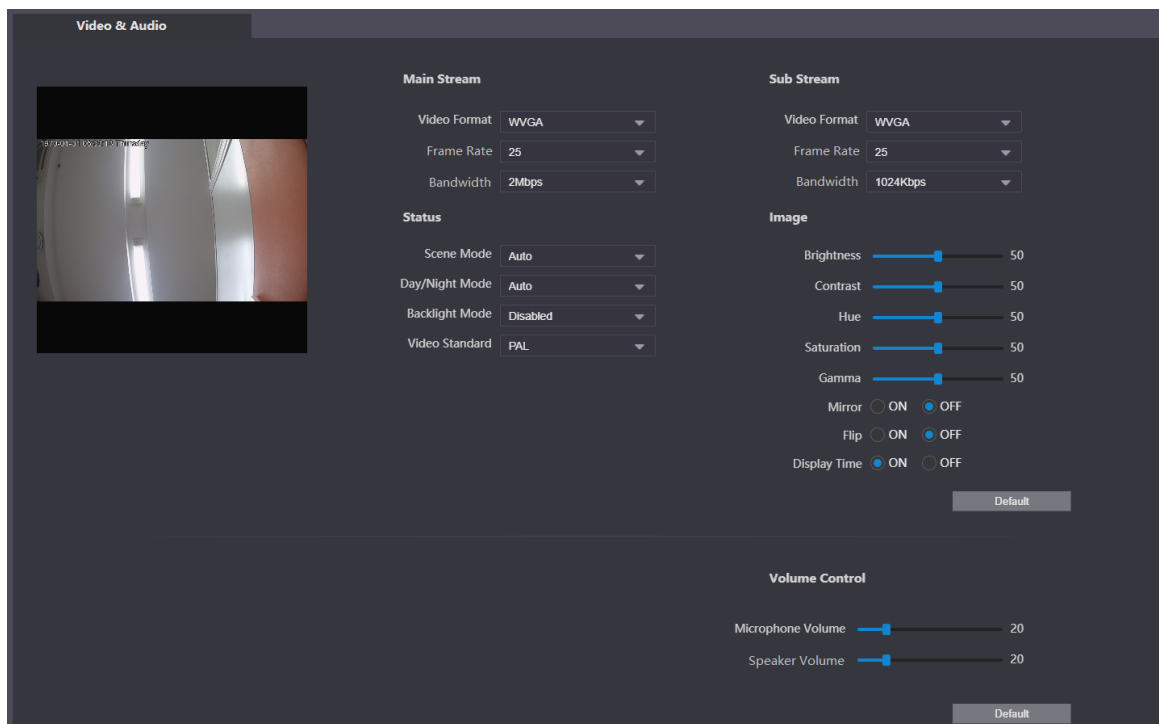 Video & Audio
Main Stream
Video Format WVGA
Frame Rate 25
Bandwidth 2Mbps
Status
Scene Mode Auto
Day/Night Mode Auto
Backlight Mode Disabled
Video Standard PAL
Sub Stream
Video Format WVGA
Frame Rate 25
Bandwidth 1024Kbps
Image
Brightness 50
Contrast 50
Hue 50
Saturation 50
Gamma 50
Mirror ON OFF
Flip ON OFF
Display Time ON OFF
Default
Volume Control
Microphone Volume 20
Speaker Volume 20
Default